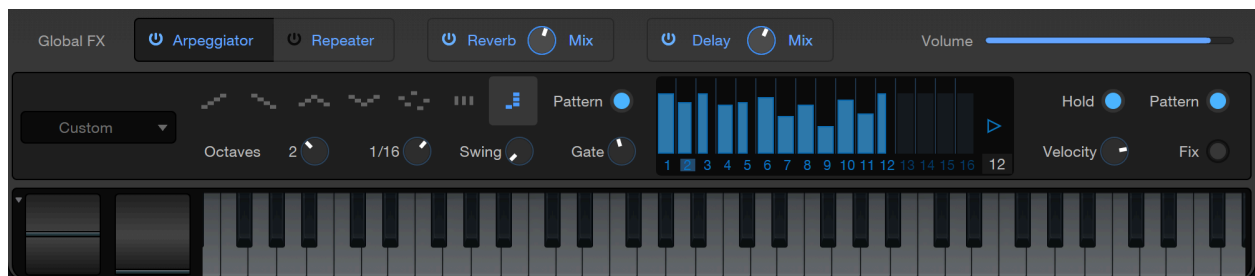 Global FX Arpeggiator Repeater Reverb Mix Delay Mix Volume
Pattern Hold Pattern
Custom
Octaves 2 1/16 Swing Gate Velocity Fix
1 2 3 4 5 6 7 8 9 10 11 12 13 14 15 16 12